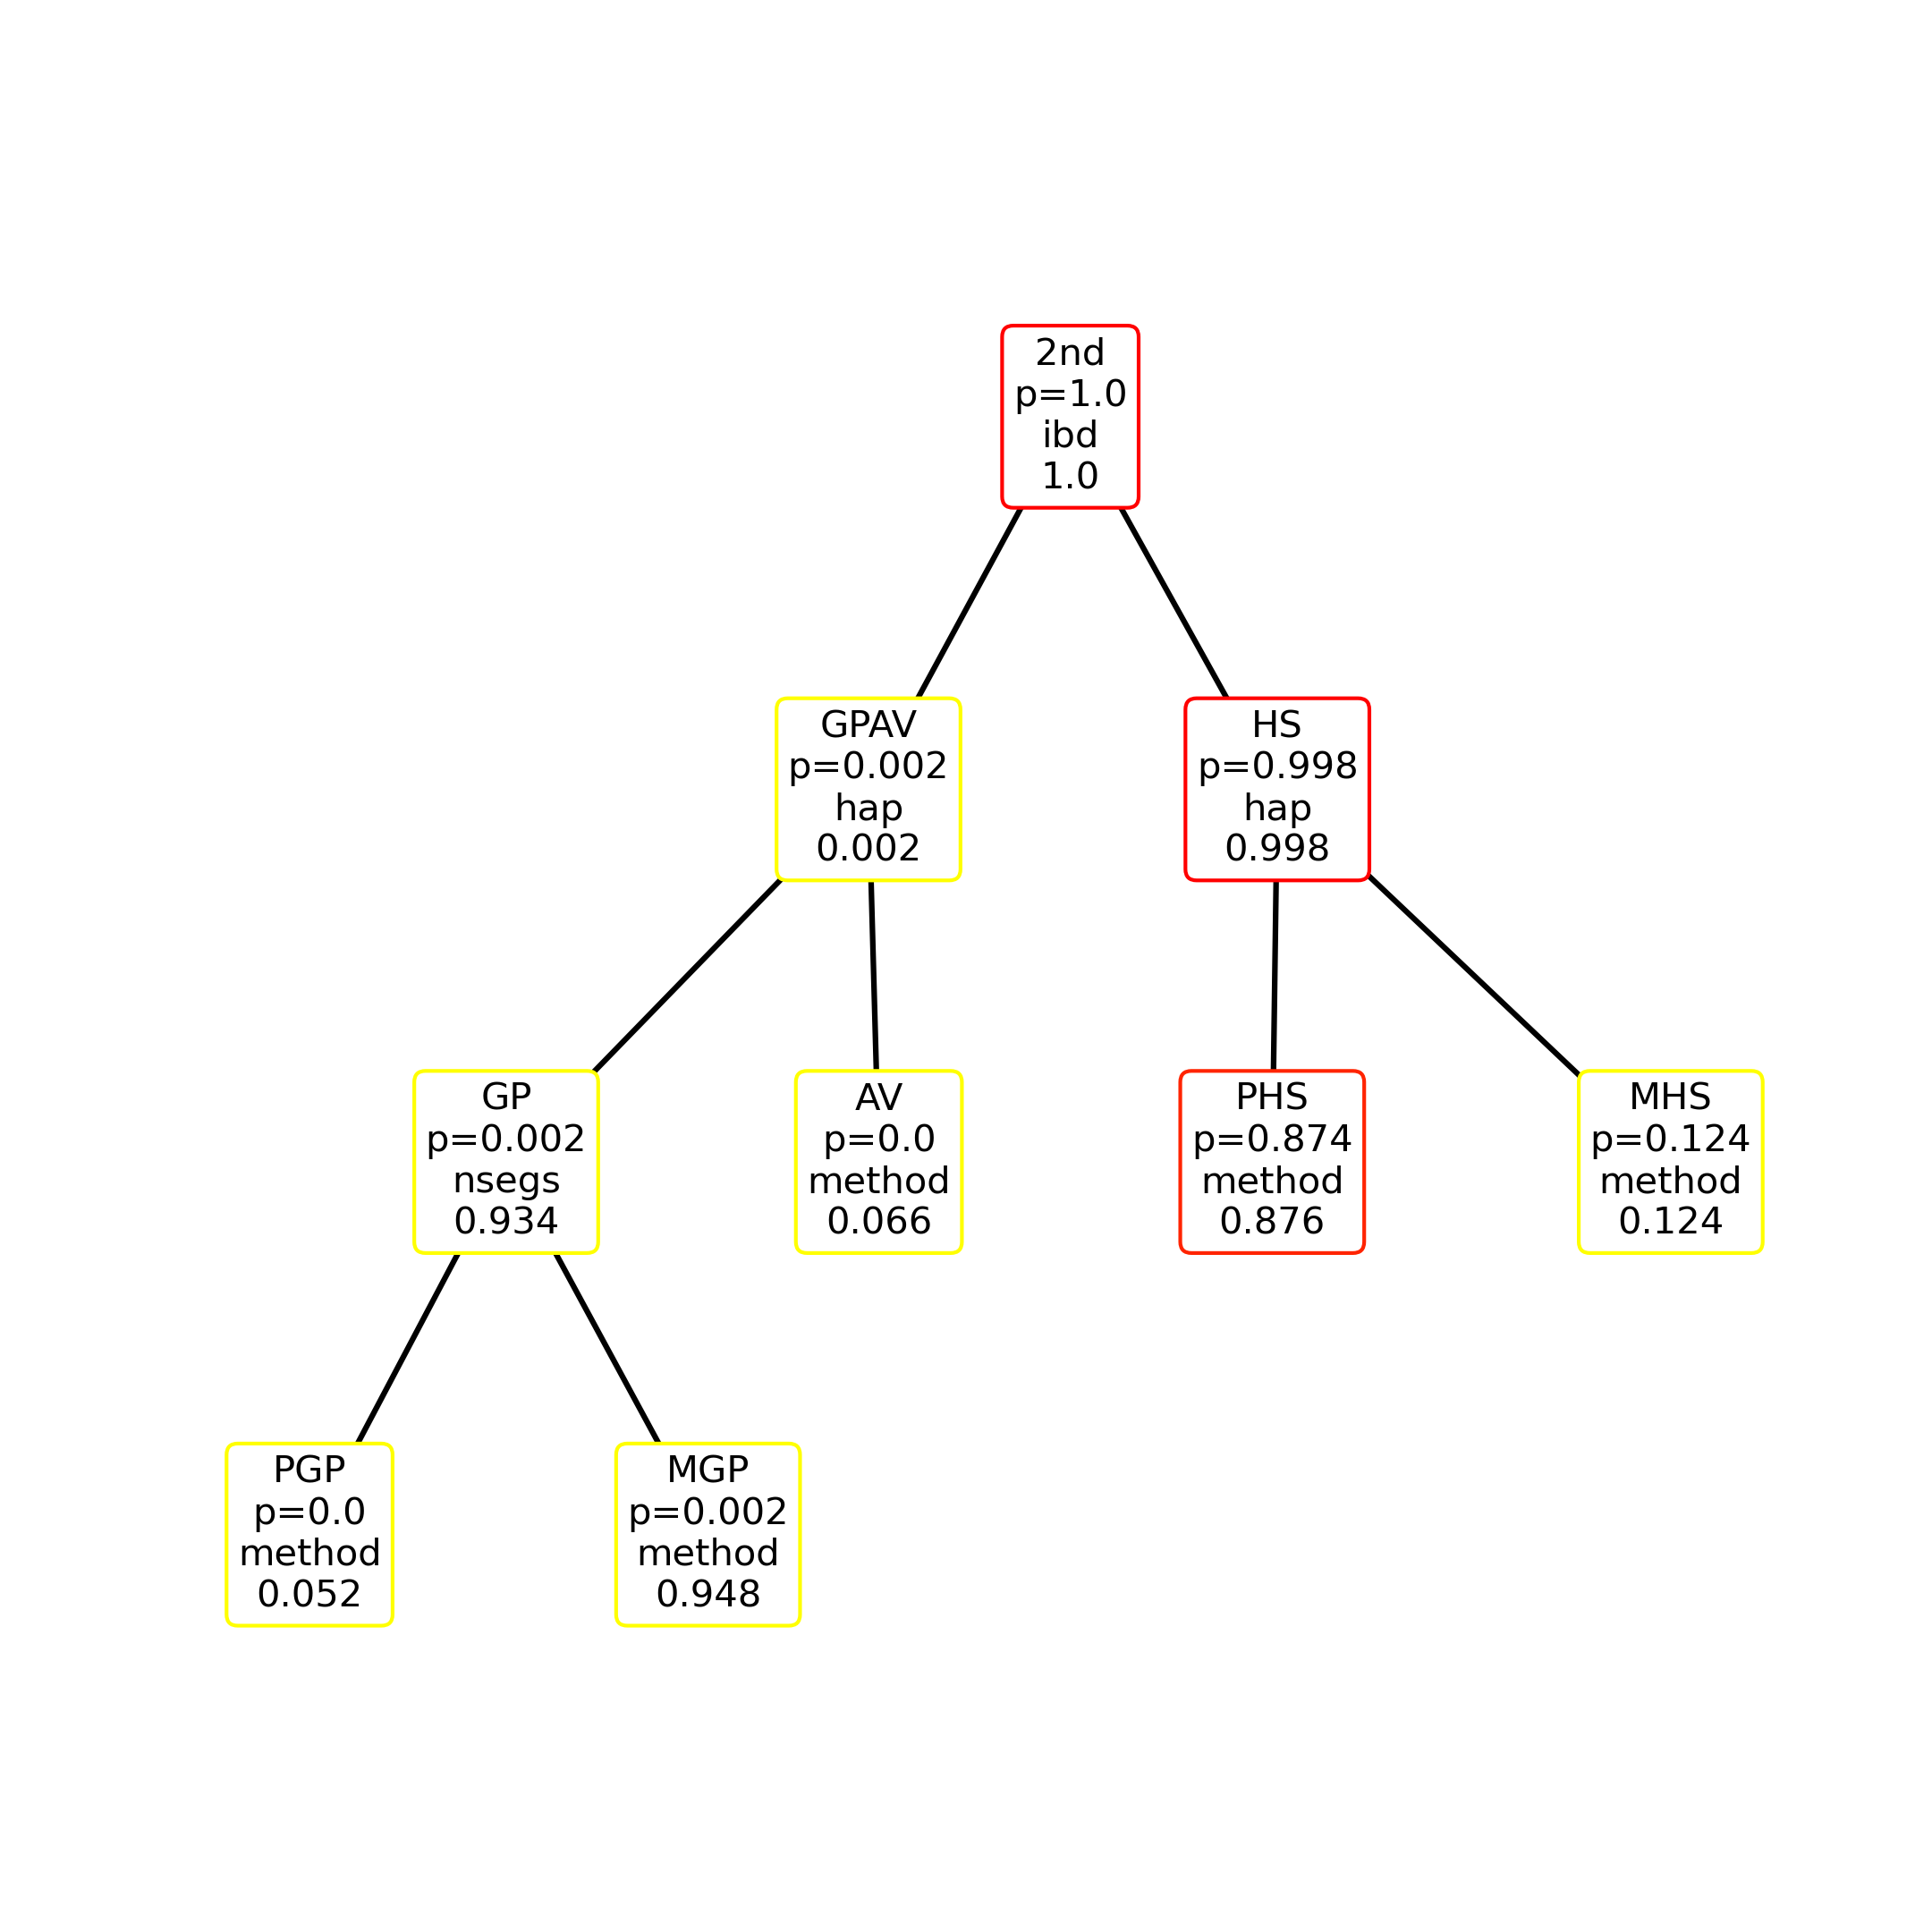 2nd
p=1.0
ibd
1.0
GPAV
p=0.002
hap
0.002
HS
p=0.998
hap
0.998
GP
p=0.002
nsegs
0.934
AV
p=0.0
method
0.066
PHS
p=0.874
method
0.876
MHS
p=0.124
method
0.124
PGP
p=0.0
method
0.052
MGP
p=0.002
method
0.948